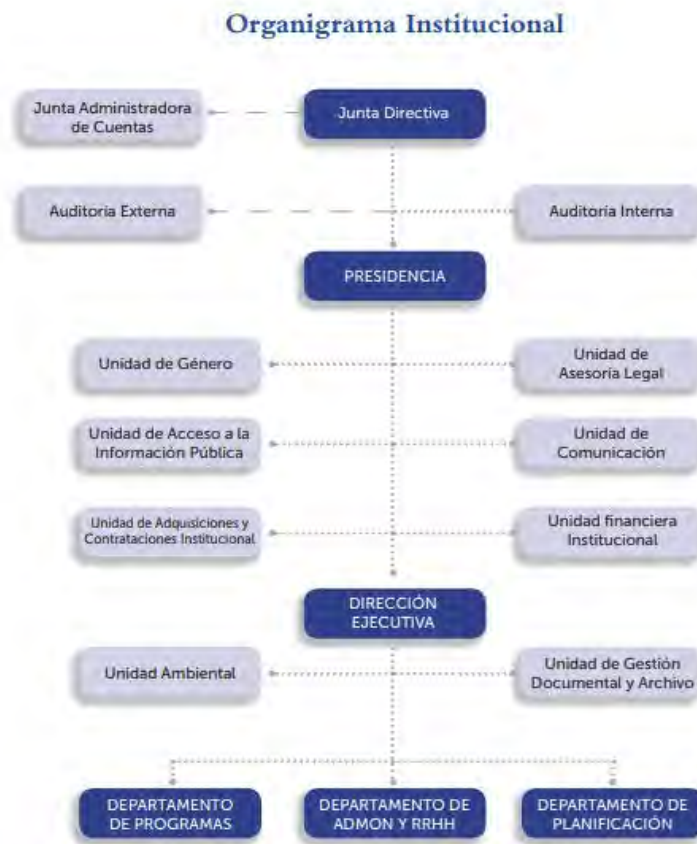 Organigrama Institucional
Junta Administradora
de Cuentas
Junta Directiva
Auditoria Externa
Auditoria Interna
PRESIDENCIA
Unidad de Género
Unidad de
Asesoría Legal
Unidad de Acceso a la
Información Pública
Unidad de
Comunicación
Unidad de Adquisiciones y
Contrataciones Institucional
Unidad financiera
Institucional
DIRECCIÓN
EJECUTIVA
Unidad Ambiental
Unidad de Gestión
Documental y Archivo
DEPARTAMENTO
DE PROGRAMAS
DEPARTAMENTO DE
ADMON Y RRHH
DEPARTAMENTO DE
PLANIFICACIÓN